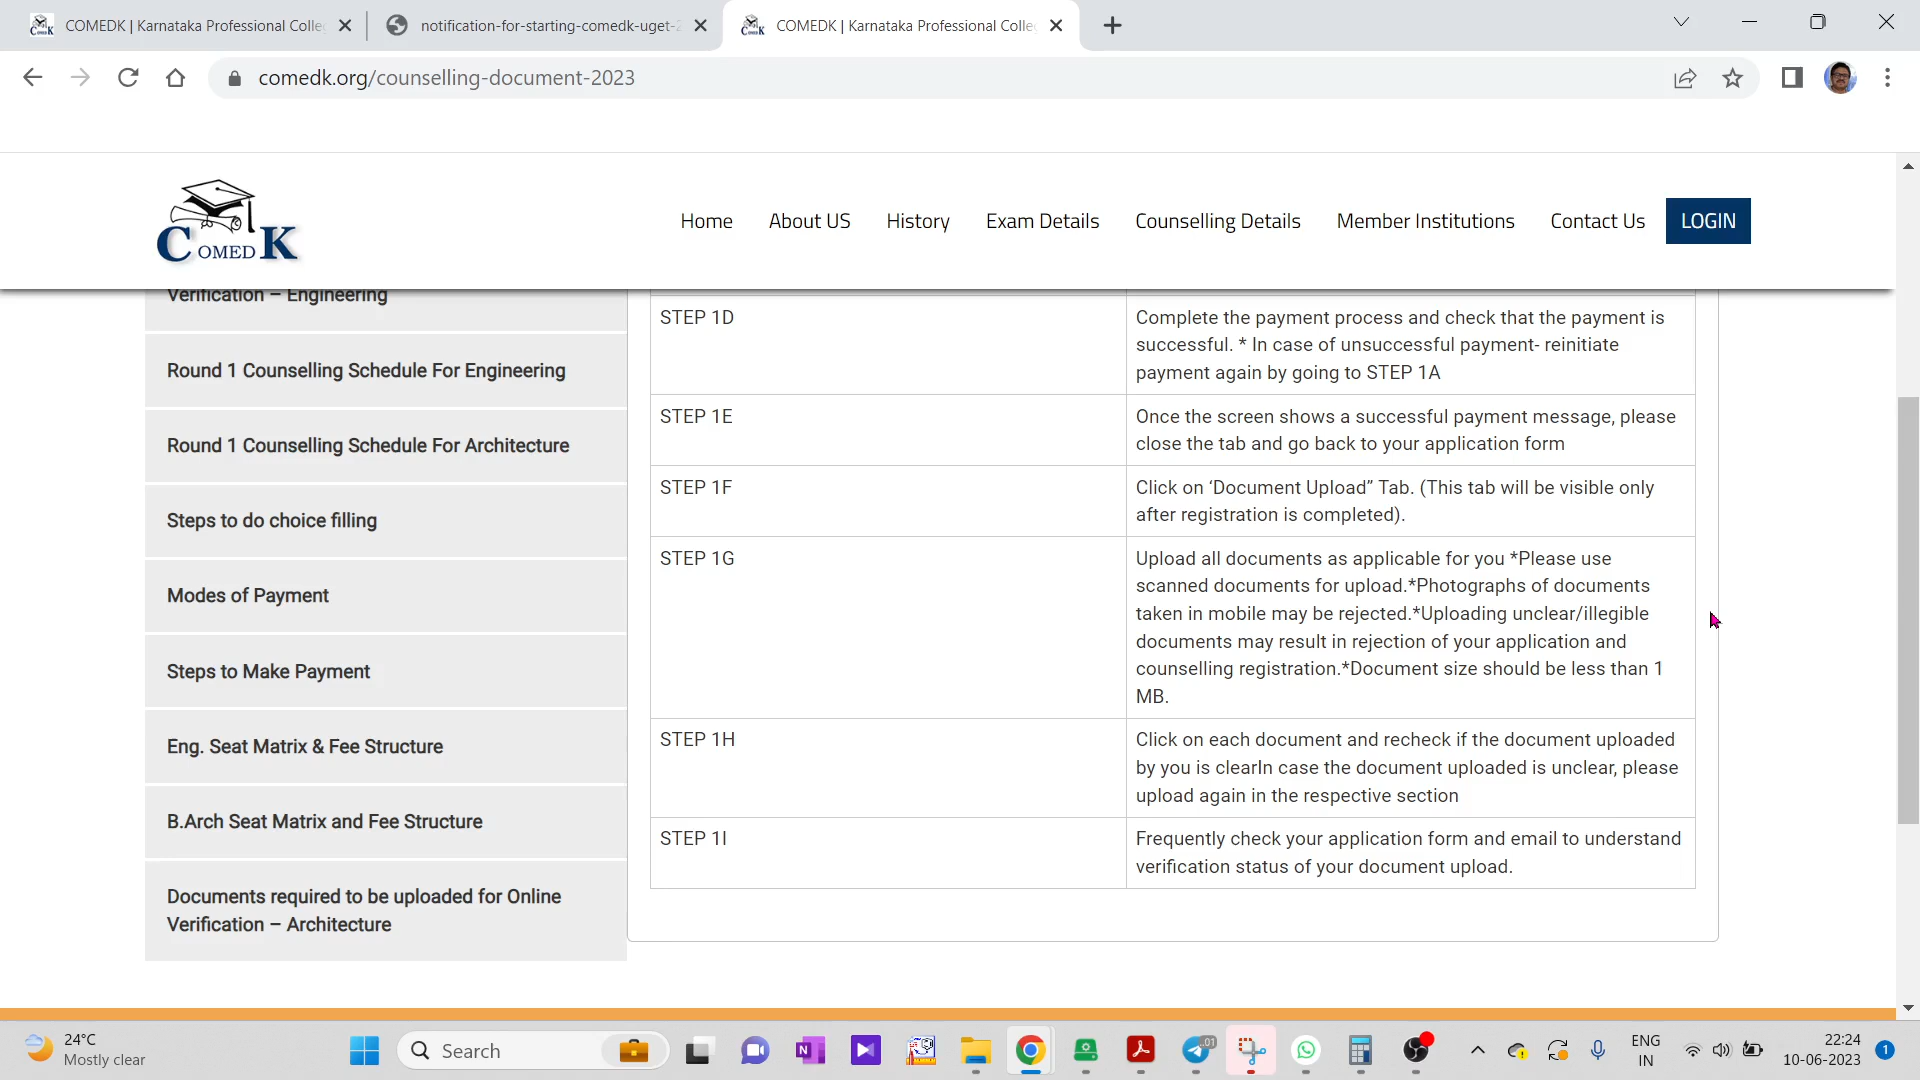 COMEDK | Karnataka Professional Colle
notification-for-starting-comedk-uget-2
COMEDK | Karnataka Professional Colle
comedk.org/counselling-document-2023
COMEDK
Home
About US
History
Exam Details
Counselling Details
Member Institutions
Contact Us
LOGIN
Verification – Engineering
Round 1 Counselling Schedule For Engineering
Round 1 Counselling Schedule For Architecture
Steps to do choice filling
Modes of Payment
Steps to Make Payment
Eng. Seat Matrix & Fee Structure
B.Arch Seat Matrix and Fee Structure
Documents required to be uploaded for Online
Verification – Architecture
STEP 1D
Complete the payment process and check that the payment is
successful. * In case of unsuccessful payment- reinitiate
payment again by going to STEP 1A
STEP 1E
Once the screen shows a successful payment message, please
close the tab and go back to your application form
STEP 1F
Click on ‘Document Upload” Tab. (This tab will be visible only
after registration is completed).
STEP 1G
Upload all documents as applicable for you *Please use
scanned documents for upload.*Photographs of documents
taken in mobile may be rejected.*Uploading unclear/illegible
documents may result in rejection of your application and
counselling registration.*Document size should be less than 1
MB.
STEP 1H
Click on each document and recheck if the document uploaded
by you is clearIn case the document uploaded is unclear, please
upload again in the respective section
STEP 1I
Frequently check your application form and email to understand
verification status of your document upload.
24°C
Mostly clear
Search
ENG
IN
22:24
10-06-2023
1